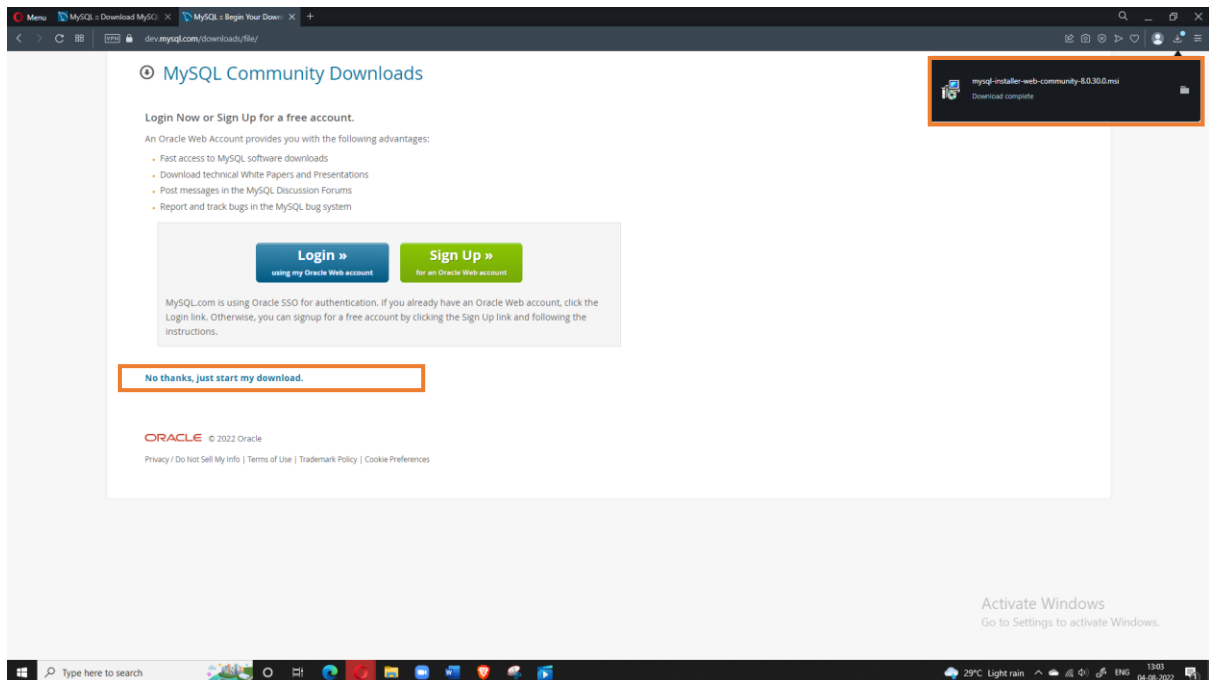 Menu MySQL :: Download MySQL MySQL :: Begin Your Down
VPN dev.mysql.com/downloads/file/
MySQL Community Downloads
mysql-installer-web-community-8.0.30.0.msi
Download complete
Login Now or Sign Up for a free account.
An Oracle Web Account provides you with the following advantages:
Fast access to MySQL software downloads
Download technical White Papers and Presentations
Post messages in the MySQL Discussion Forums
Report and track bugs in the MySQL bug system
Login » Sign Up »
using my Oracle Web account for an Oracle Web account
MySQL.com is using Oracle SSO for authentication. If you already have an Oracle Web account, click the
Login link. Otherwise, you can signup for a free account by clicking the Sign Up link and following the
instructions.
No thanks, just start my download.
ORACLE © 2022 Oracle
Privacy / Do Not Sell My Info | Terms of Use | Trademark Policy | Cookie Preferences
Activate Windows
Go to Settings to activate Windows.
Type here to search 29°C Light rain ENG 13:03
04-08-2022